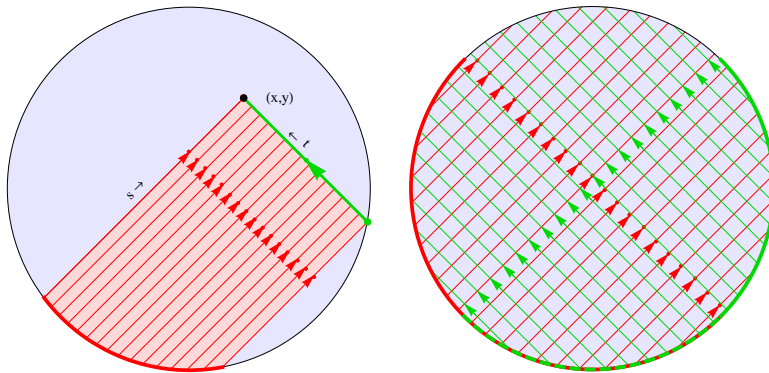 (x,y)
← t
s →